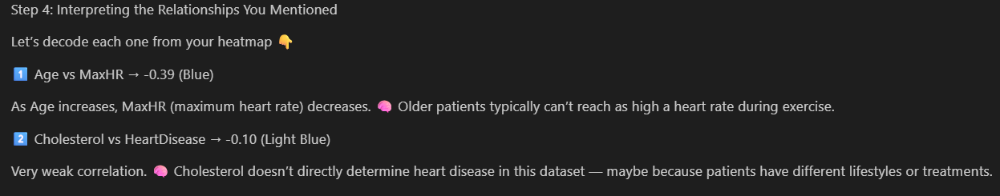 Step 4: Interpreting the Relationships You Mentioned
Let’s decode each one from your heatmap 👇
1️⃣ Age vs MaxHR → -0.39 (Blue)
As Age increases, MaxHR (maximum heart rate) decreases. 🧠 Older patients typically can’t reach as high a heart rate during exercise.
2️⃣ Cholesterol vs HeartDisease → -0.10 (Light Blue)
Very weak correlation. 🧠 Cholesterol doesn’t directly determine heart disease in this dataset — maybe because patients have different lifestyles or treatments.